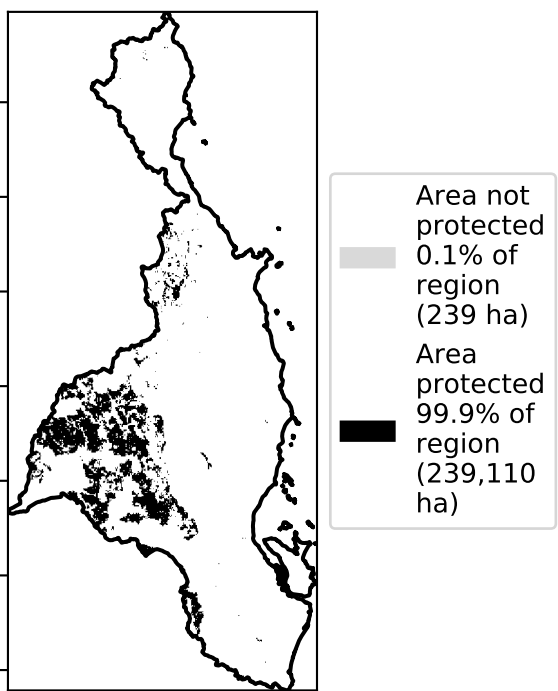 Area not
protected
0.1% of
region
(239 ha)
Area
protected
99.9% of
region
(239,110
ha)